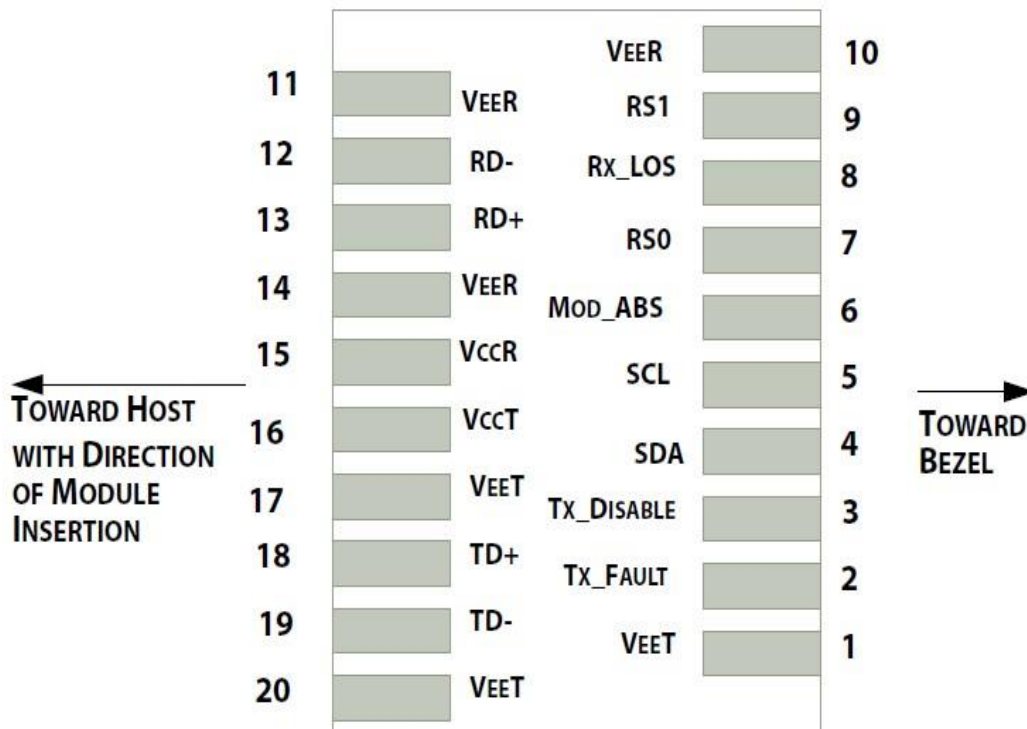 VEER 10
11 VEER
RS1 9
12 RD-
RX_LOS 8
13 RD+
RS0 7
14 VEER
MOD_ABS 6
15 VCCR
SCL 5
16 VCCT
SDA 4
17 VEET
TX_DISABLE 3
18 TD+
TX_FAULT 2
19 TD-
VEET 1
20 VEET
TOWARD HOST
WITH DIRECTION
OF MODULE
INSERTION
TOWARD
BEZEL